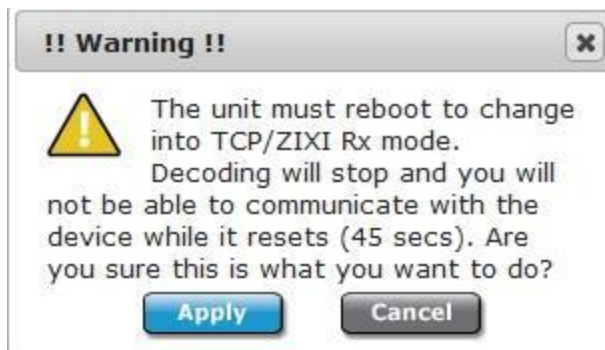 !! Warning !!
The unit must reboot to change
into TCP/ZIXI Rx mode.
Decoding will stop and you will
not be able to communicate with the
device while it resets (45 secs). Are
you sure this is what you want to do?
Apply Cancel